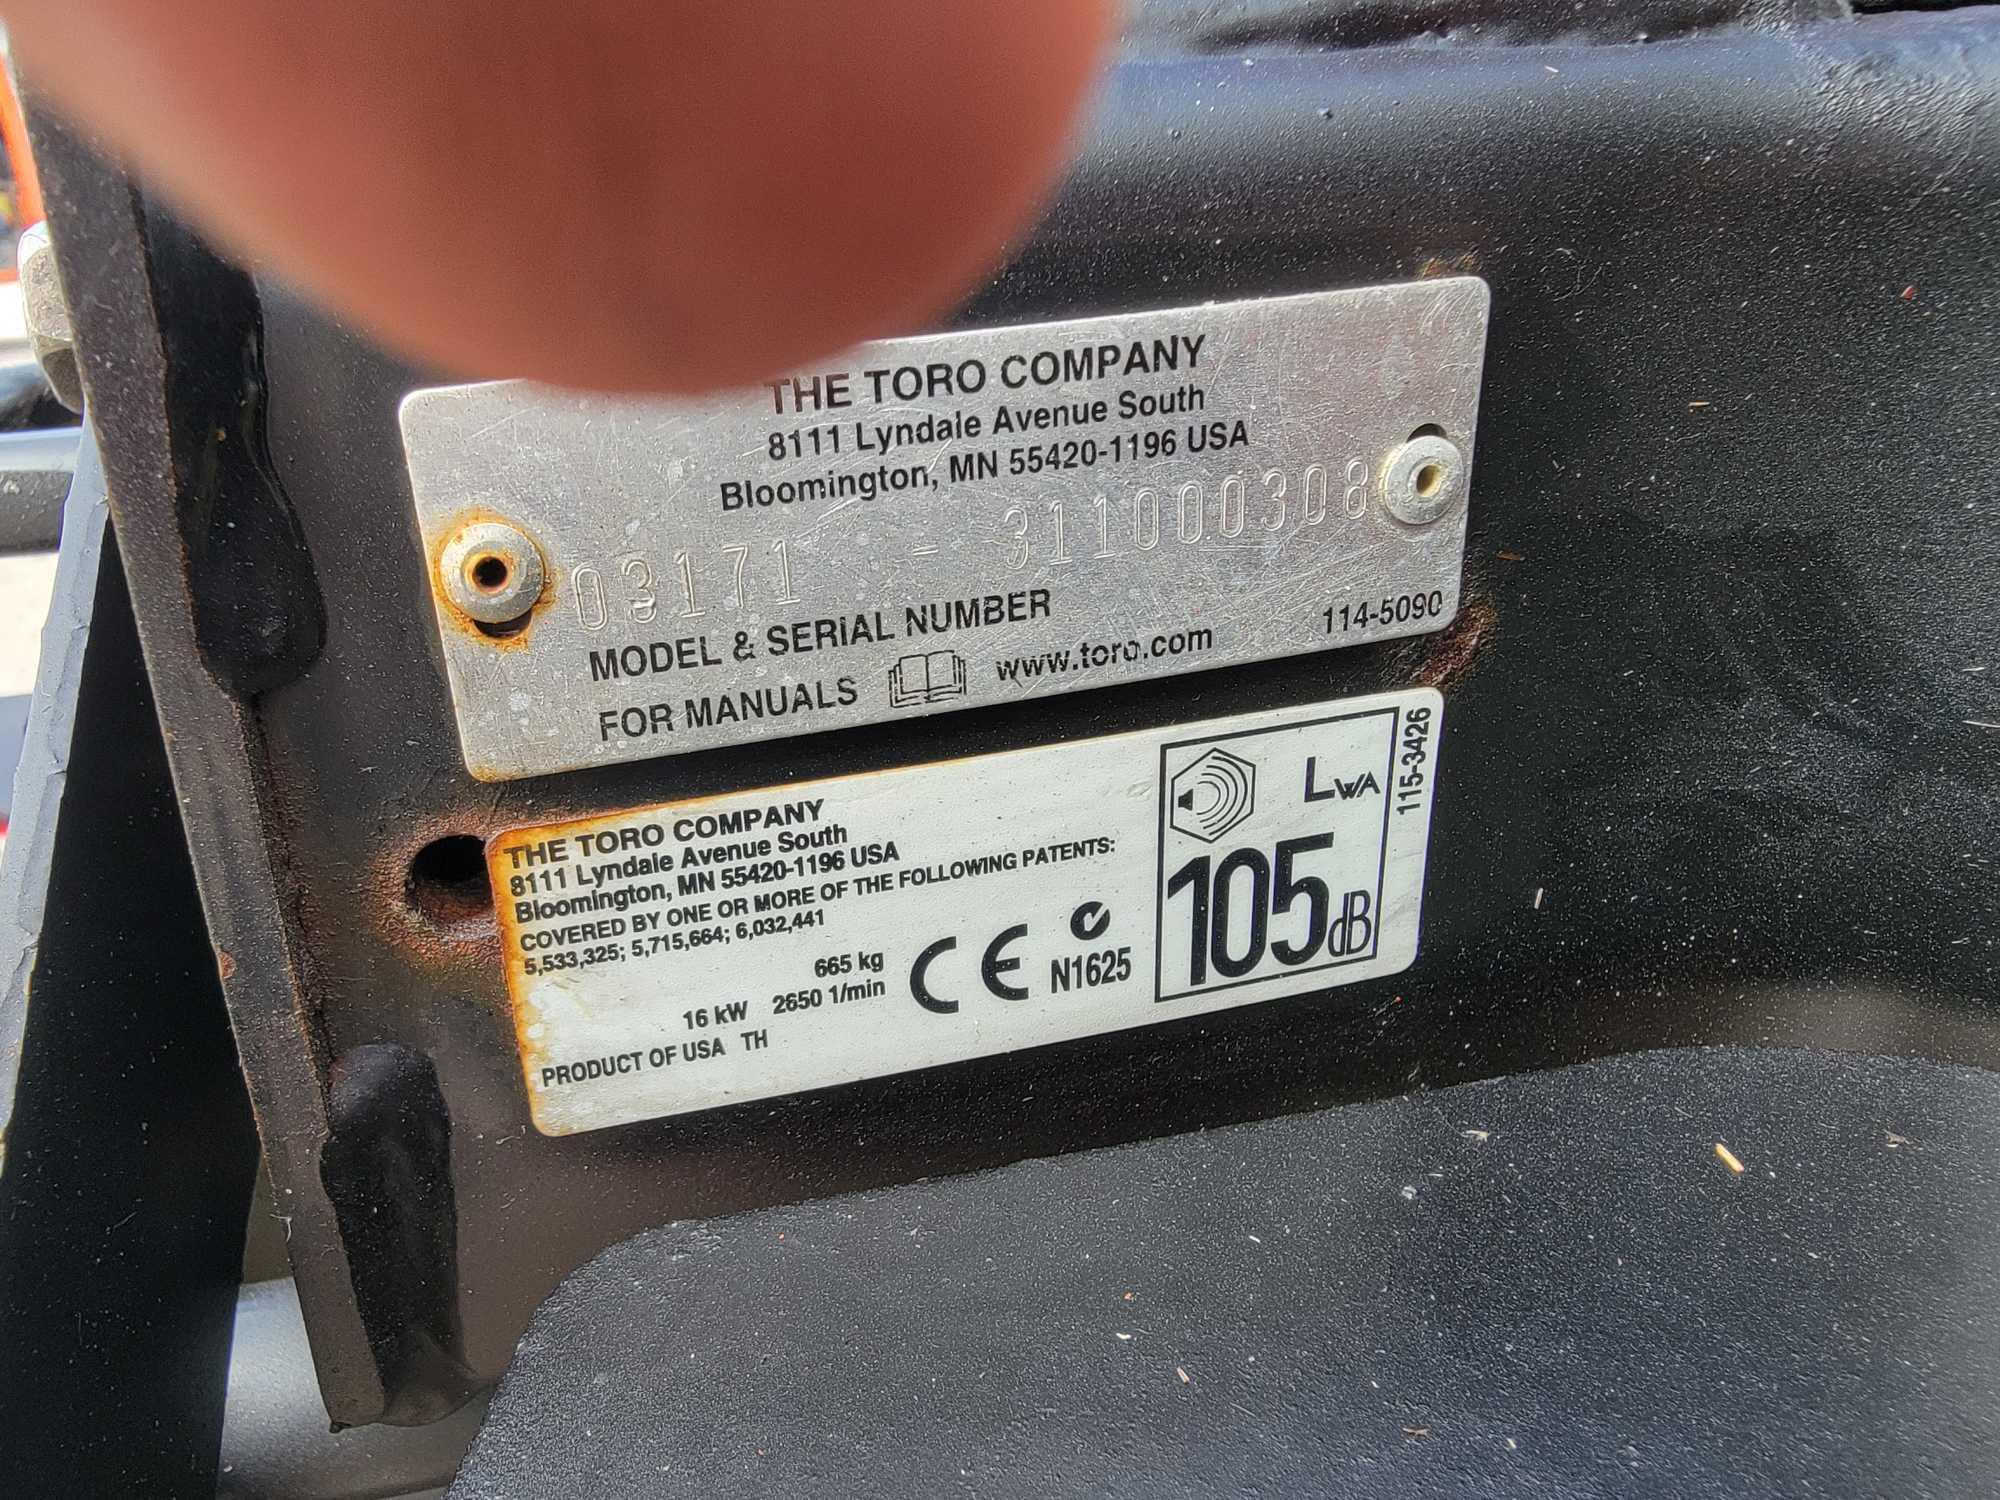 THE TORO COMPANY
8111 Lyndale Avenue South
Bloomington, MN 55420-1196 USA
03171 - 311000308
MODEL & SERIAL NUMBER
114-5090
FOR MANUALS www.toro.com
THE TORO COMPANY
8111 Lyndale Avenue South
Bloomington, MN 55420-1196 USA
COVERED BY ONE OR MORE OF THE FOLLOWING PATENTS:
5,533,325; 5,715,664; 6,032,441
665 kg
16 kW 2650 1/min
PRODUCT OF USA TH
CE
N1625
LWA
105dB
115-3426